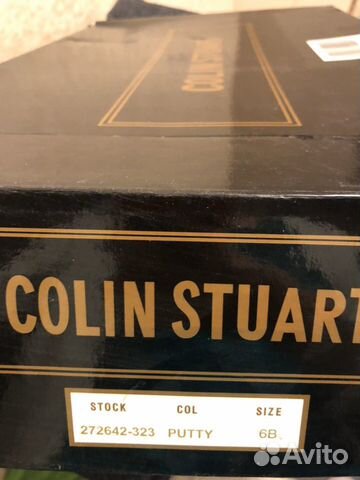 COLIN STUART
COLIN STUART
STOCK COL SIZE
272642-323 PUTTY 6B
Avito